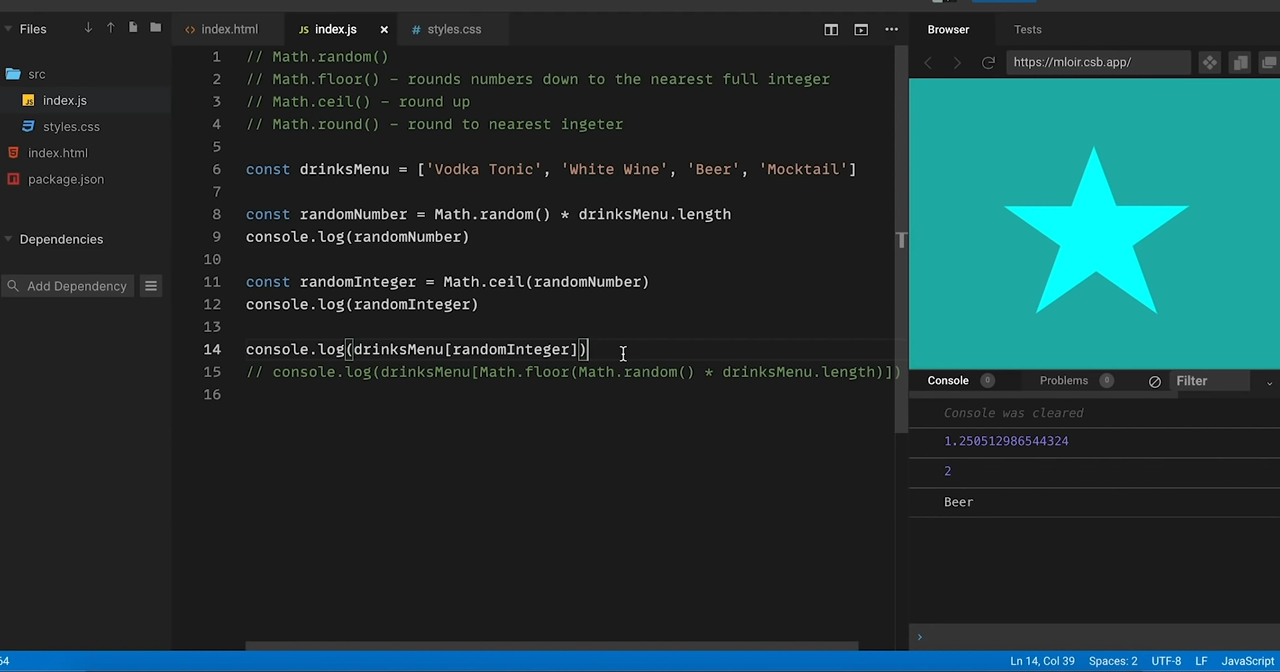 Files
index.html
index.js
styles.css
Browser
Tests
src
index.js
styles.css
index.html
package.json
Dependencies
Add Dependency
1 // Math.random()
2 // Math.floor() – rounds numbers down to the nearest full integer
3 // Math.ceil() – round up
4 // Math.round() – round to nearest ingeter
5
6 const drinksMenu = ['Vodka Tonic', 'White Wine', 'Beer', 'Mocktail']
7
8 const randomNumber = Math.random() * drinksMenu.length
9 console.log(randomNumber)
10
11 const randomInteger = Math.ceil(randomNumber)
12 console.log(randomInteger)
13
14 console.log(drinksMenu[randomInteger])
15 // console.log(drinksMenu[Math.floor(Math.random() * drinksMenu.length)])
16
https://mloir.csb.app/
Console 0 Problems 0 Filter
Console was cleared
1.250512986544324
2
Beer
64 Ln 14, Col 39 Spaces: 2 UTF-8 LF JavaScript